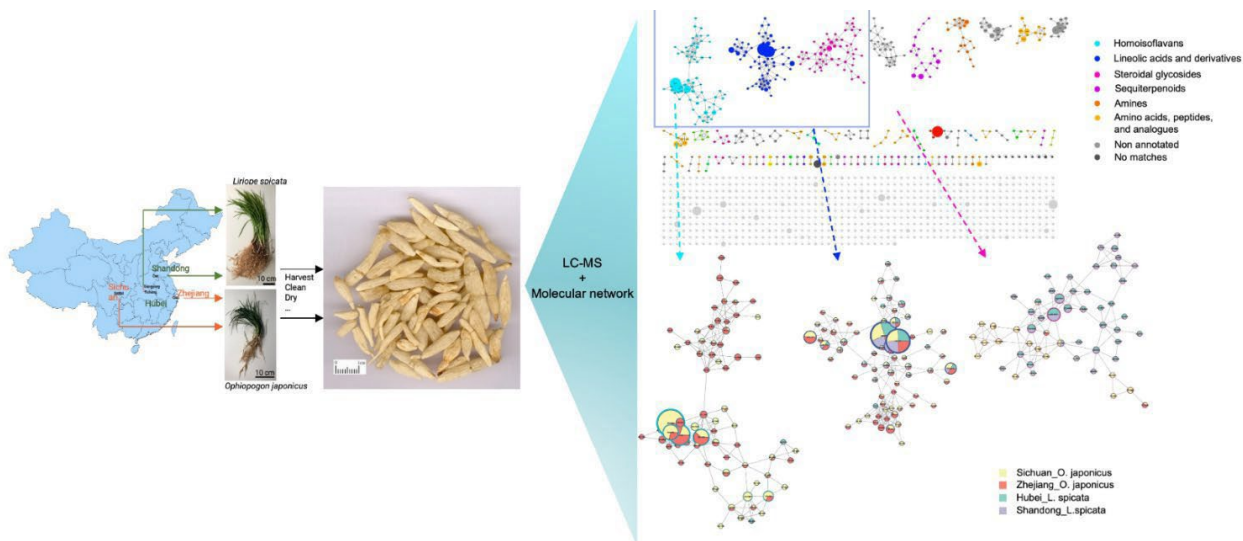 Liriope spicata
10 cm
Shandong
Sichu
an
Zhejiang
Hubei
10 cm
Ophiopogon japonicus
Harvest
Clean
Dry
...
LC-MS
+
Molecular network
Homoisoflavans
Lineolic acids and derivatives
Steroidal glycosides
Sequiterpenoids
Amines
Amino acids, peptides,
and analogues
Non annotated
No matches
Sichuan_O. japonicus
Zhejiang_O. japonicus
Hubei_L. spicata
Shandong_L.spicata